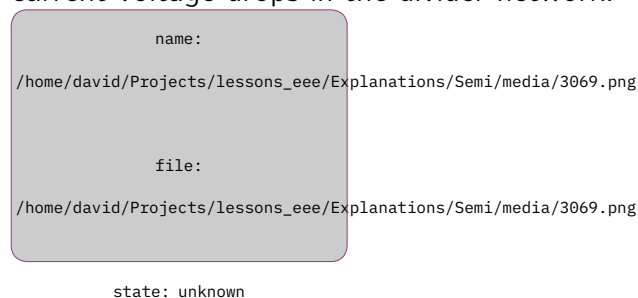 current voltage drops in the divider network.
name:
/home/david/Projects/lessons_eee/Explanations/Semi/media/3069.png
file:
/home/david/Projects/lessons_eee/Explanations/Semi/media/3069.png
state: unknown